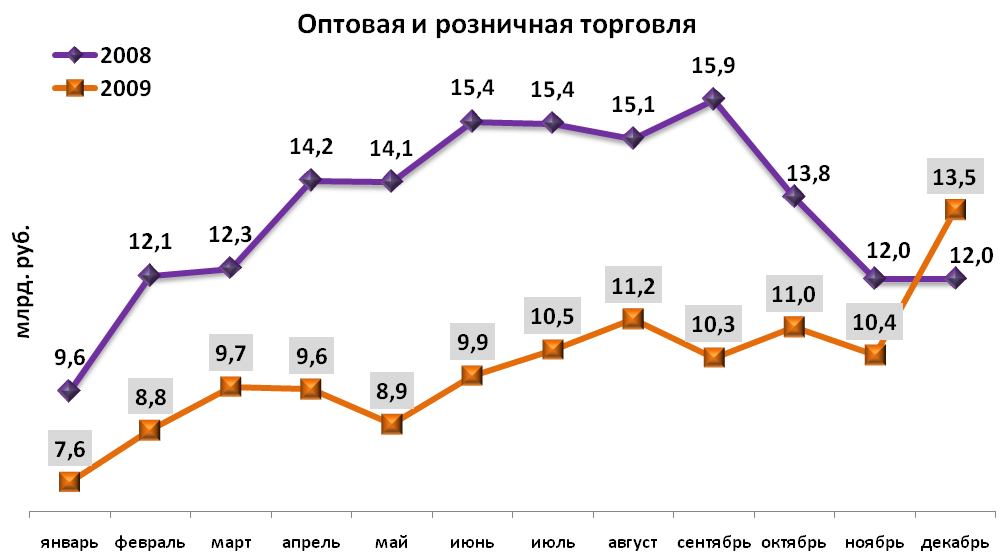 Оптовая и розничная торговля
2008
2009
млрд. руб.
9,6 12,1 12,3 14,2 14,1 15,4 15,4 15,1 15,9 13,8 12,0 12,0
7,6 8,8 9,7 9,6 8,9 9,9 10,5 11,2 10,3 11,0 10,4 13,5
январь февраль март апрель май июнь июль август сентябрь октябрь ноябрь декабрь